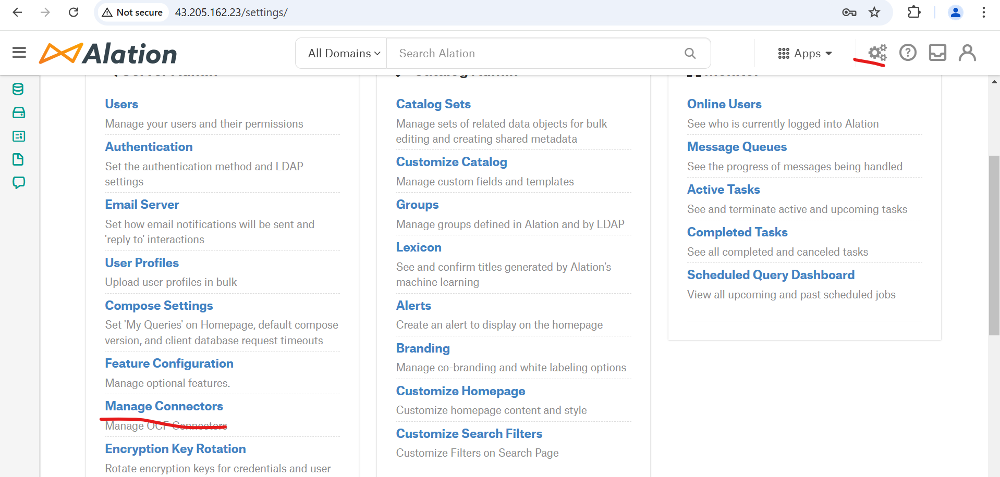 Not secure 43.205.162.23/settings/
Alation
All Domains
Search Alation
Apps
Server Admin
Users
Manage your users and their permissions
Authentication
Set the authentication method and LDAP
settings
Email Server
Set how email notifications will be sent and
'reply to' interactions
User Profiles
Upload user profiles in bulk
Compose Settings
Set 'My Queries' on Homepage, default compose
version, and client database request timeouts
Feature Configuration
Manage optional features.
Manage Connectors
Manage OCF Connectors
Encryption Key Rotation
Rotate encryption keys for credentials and user
Catalog Admin
Catalog Sets
Manage sets of related data objects for bulk
editing and creating shared metadata
Customize Catalog
Manage custom fields and templates
Groups
Manage groups defined in Alation and by LDAP
Lexicon
See and confirm titles generated by Alation's
machine learning
Alerts
Create an alert to display on the homepage
Branding
Manage co-branding and white labeling options
Customize Homepage
Customize homepage content and style
Customize Search Filters
Customize Filters on Search Page
Monitor
Online Users
See who is currently logged into Alation
Message Queues
See the progress of messages being handled
Active Tasks
See and terminate active and upcoming tasks
Completed Tasks
See all completed and canceled tasks
Scheduled Query Dashboard
View all upcoming and past scheduled jobs